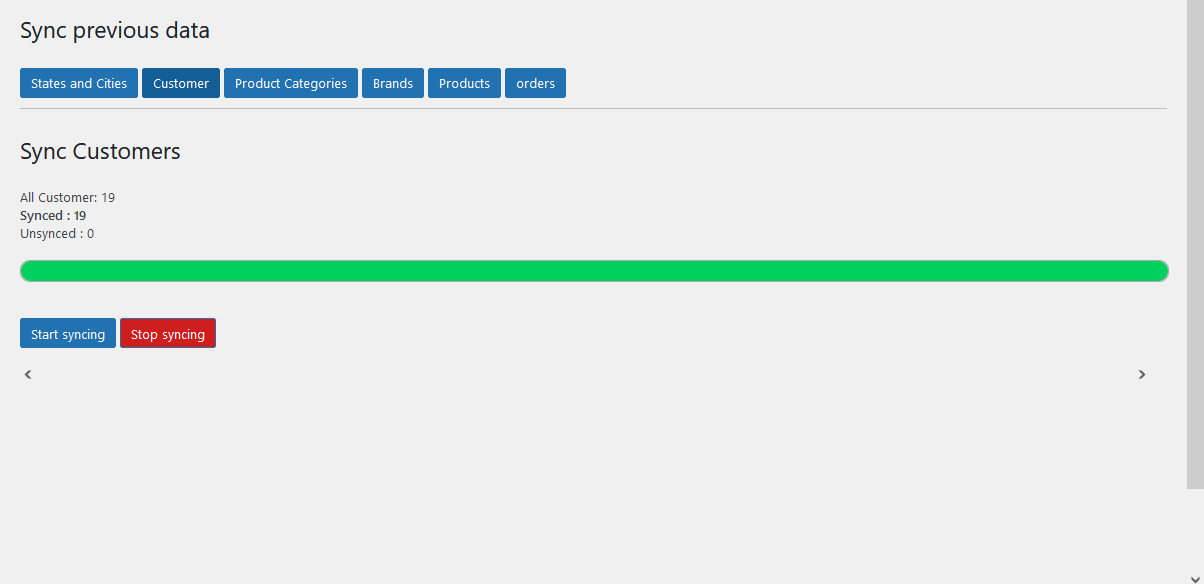 Sync previous data
States and Cities Customer Product Categories Brands Products orders
Sync Customers
All Customer: 19
Synced : 19
Unsynced : 0
Start syncing Stop syncing